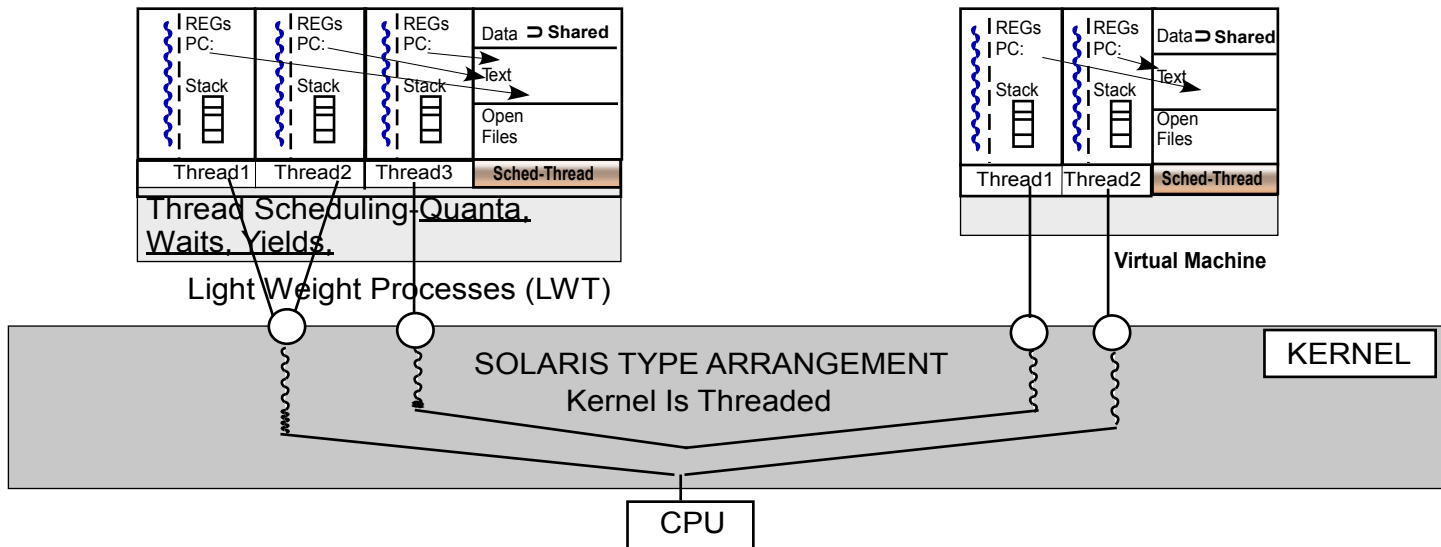 REGs
PC:
Stack
REGs
PC:
Stack
REGs
PC:
Stack
Data ⊃ Shared
Text
Open
Files
Thread1
Thread2
Thread3
Sched-Thread
Thread Scheduling-Quanta,
Waits, Yields,
Light Weight Processes (LWT)
REGs
PC:
Stack
REGs
PC:
Stack
Data ⊃ Shared
Text
Open
Files
Thread1
Thread2
Sched-Thread
Virtual Machine
SOLARIS TYPE ARRANGEMENT
Kernel Is Threaded
KERNEL
CPU